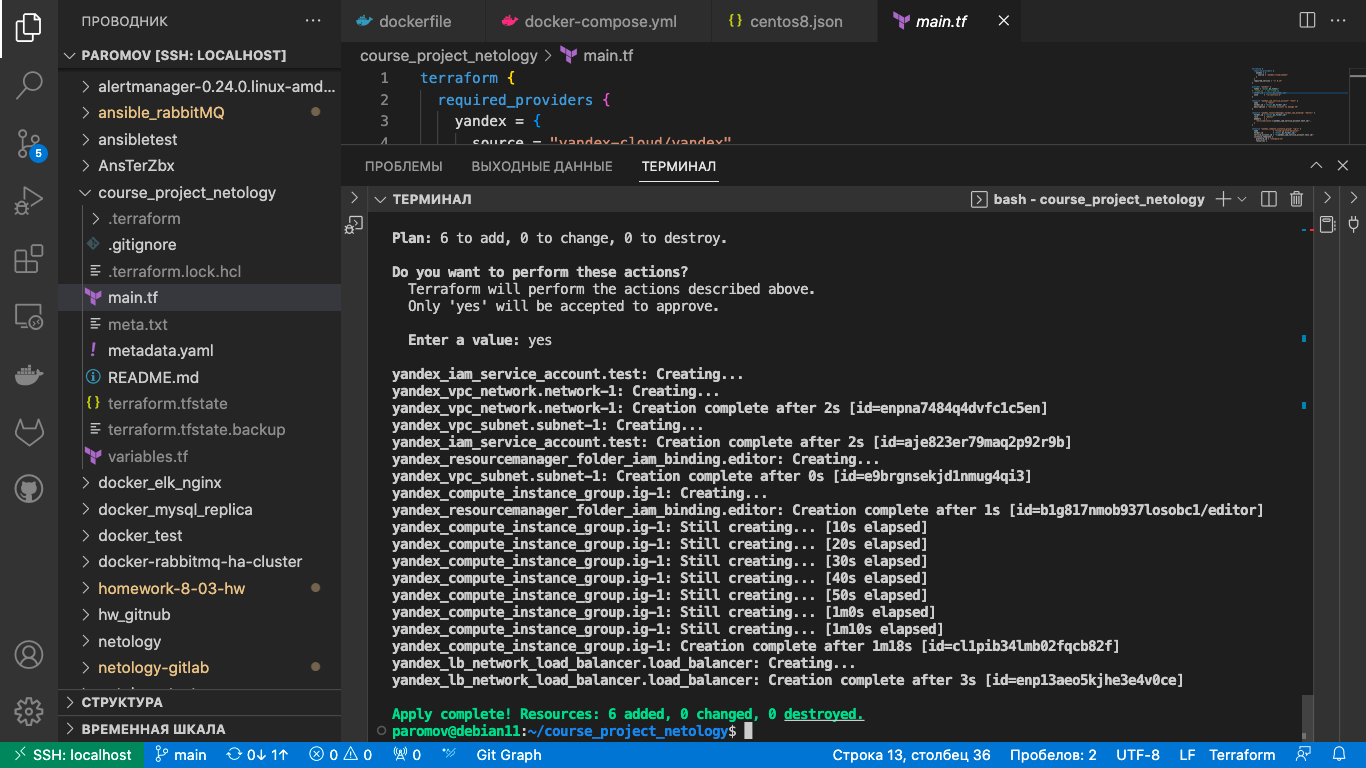 ПРОВОДНИК
PAROMOV [SSH: LOCALHOST]
alertmanager-0.24.0.linux-amd...
ansible_rabbitMQ
ansibletest
AnsTerZbx
course_project_netology
.terraform
.gitignore
.terraform.lock.hcl
main.tf
meta.txt
metadata.yaml
README.md
terraform.tfstate
terraform.tfstate.backup
variables.tf
docker_elk_nginx
docker_mysql_replica
docker_test
docker-rabbitmq-ha-cluster
homework-8-03-hw
hw_gitnub
netology
netology-gitlab
СТРУКТУРА
ВРЕМЕННАЯ ШКАЛА
5
dockerfile docker-compose.yml centos8.json main.tf
course_project_netology > main.tf
1 terraform {
2 required_providers {
3 yandex = {
4 source = "yandex-cloud/yandex"
ПРОБЛЕМЫ ВЫХОДНЫЕ ДАННЫЕ ТЕРМИНАЛ
ТЕРМИНАЛ bash - course_project_netology
Plan: 6 to add, 0 to change, 0 to destroy.
Do you want to perform these actions?
Terraform will perform the actions described above.
Only 'yes' will be accepted to approve.
Enter a value: yes
yandex_iam_service_account.test: Creating...
yandex_vpc_network.network-1: Creating...
yandex_vpc_network.network-1: Creation complete after 2s [id=enpna7484q4dvfc1c5en]
yandex_vpc_subnet.subnet-1: Creating...
yandex_iam_service_account.test: Creation complete after 2s [id=aje823er79maq2p92r9b]
yandex_resourcemanager_folder_iam_binding.editor: Creating...
yandex_vpc_subnet.subnet-1: Creation complete after 0s [id=e9brgnsekjd1nmug4qi3]
yandex_compute_instance_group.ig-1: Creating...
yandex_resourcemanager_folder_iam_binding.editor: Creation complete after 1s [id=b1g817nmob937losobc1/editor]
yandex_compute_instance_group.ig-1: Still creating... [10s elapsed]
yandex_compute_instance_group.ig-1: Still creating... [20s elapsed]
yandex_compute_instance_group.ig-1: Still creating... [30s elapsed]
yandex_compute_instance_group.ig-1: Still creating... [40s elapsed]
yandex_compute_instance_group.ig-1: Still creating... [50s elapsed]
yandex_compute_instance_group.ig-1: Still creating... [1m0s elapsed]
yandex_compute_instance_group.ig-1: Still creating... [1m10s elapsed]
yandex_compute_instance_group.ig-1: Creation complete after 1m18s [id=cl1pib34lmb02fqcb82f]
yandex_lb_network_load_balancer.load_balancer: Creating...
yandex_lb_network_load_balancer.load_balancer: Creation complete after 3s [id=enp13aeo5kjhe3e4v0ce]
Apply complete! Resources: 6 added, 0 changed, 0 destroyed.
paromov@debian11:~/course_project_netology$
SSH: localhost main 0↓ 1↑ 0 0 0 Git Graph Строка 13, столбец 36 Пробелов: 2 UTF-8 LF Terraform